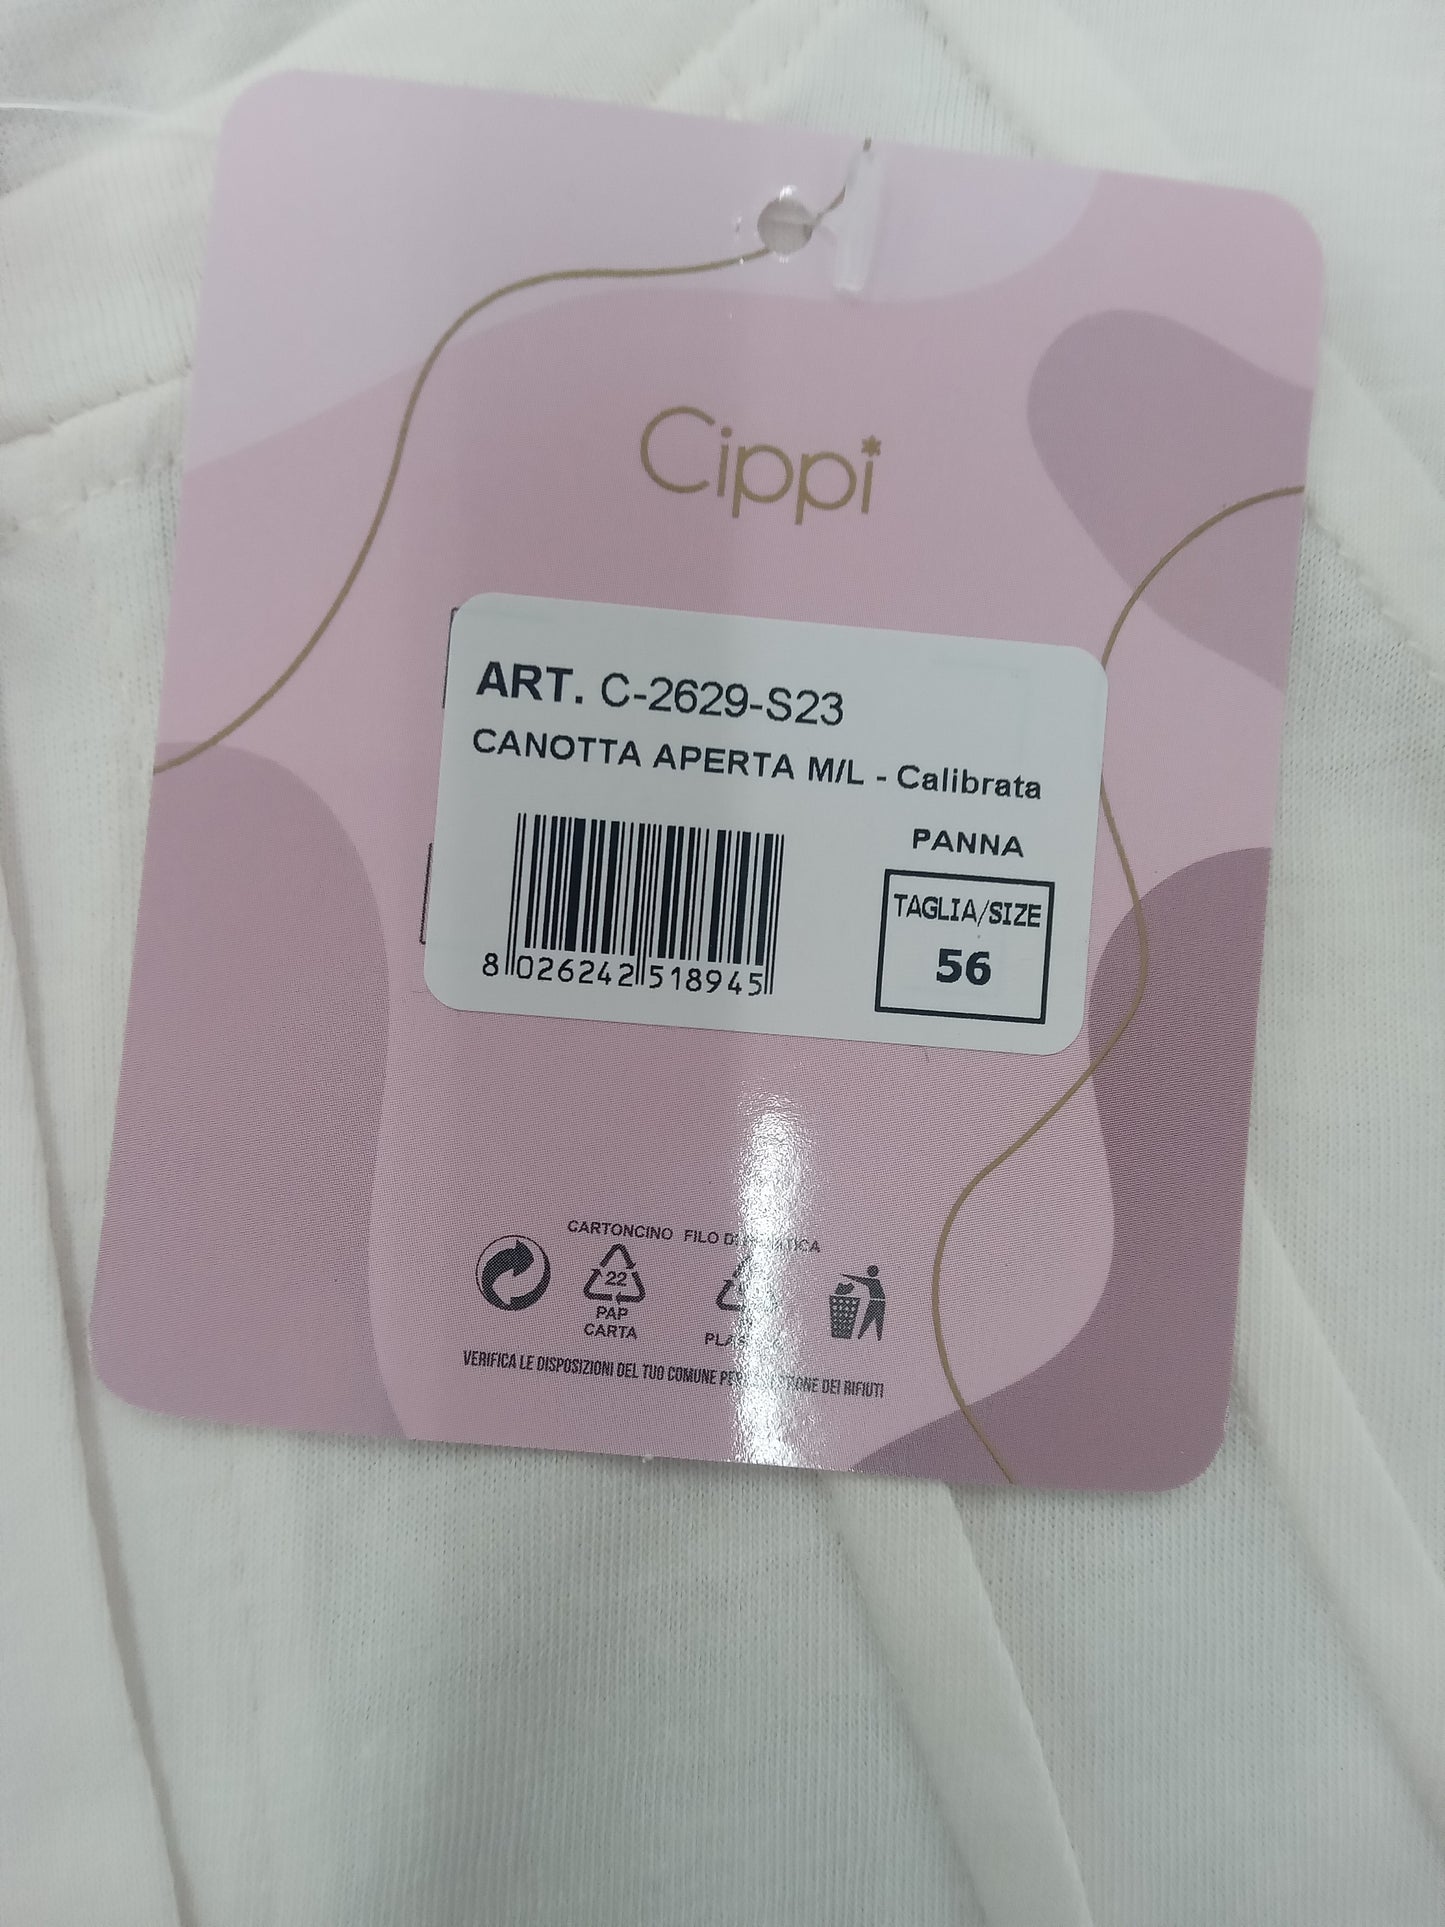 Cippi
ART. C-2629-S23
CANOTTA APERTA M/L - Calibrata
PANNA
TAGLIA/SIZE
56
8 026242 518945
CARTONCINO FILO
22
PAP
CARTA
VERIFICA LE DISPOSIZIONI DEL TUO COMUNE DEI RIFIUTI